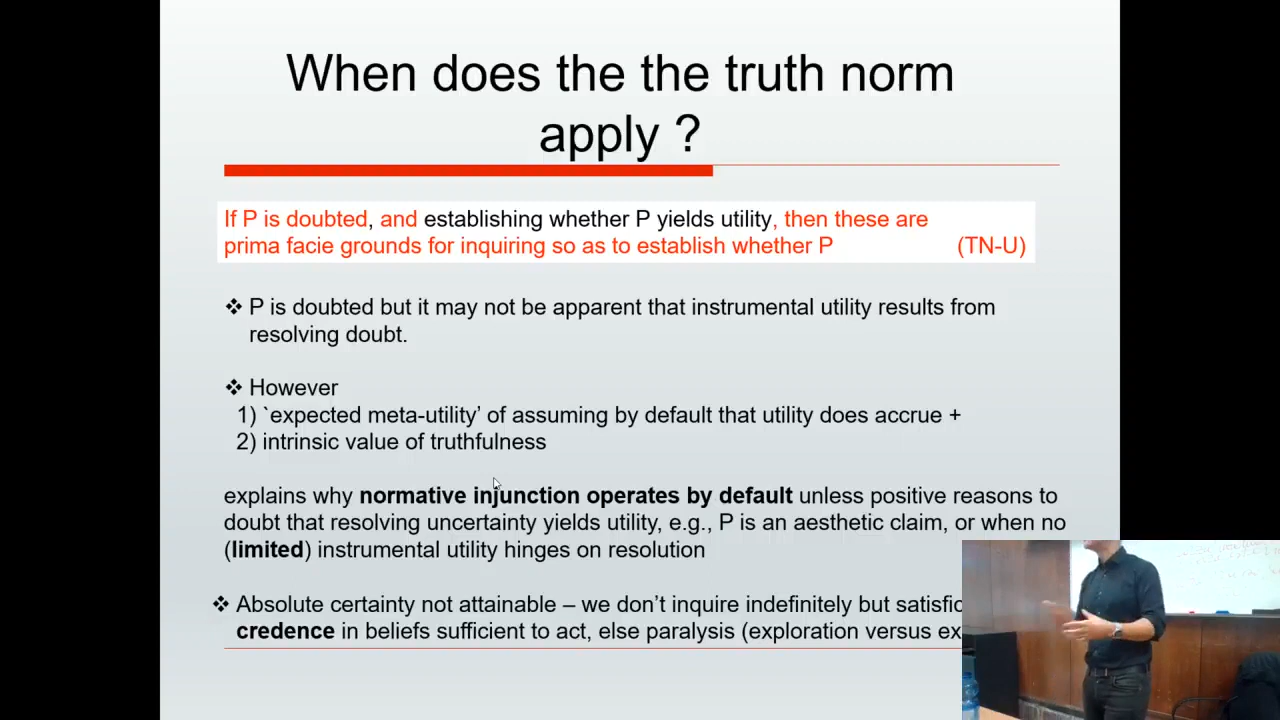 When does the the truth norm
apply ?
If P is doubted, and establishing whether P yields utility, then these are
prima facie grounds for inquiring so as to establish whether P (TN-U)
❖ P is doubted but it may not be apparent that instrumental utility results from
resolving doubt.
❖ However
1) `expected meta-utility’ of assuming by default that utility does accrue +
2) intrinsic value of truthfulness
explains why normative injunction operates by default unless positive reasons to
doubt that resolving uncertainty yields utility, e.g., P is an aesthetic claim, or when no
(limited) instrumental utility hinges on resolution
❖ Absolute certainty not attainable – we don’t inquire indefinitely but
credence in beliefs sufficient to act, else paralysis (exploration versus